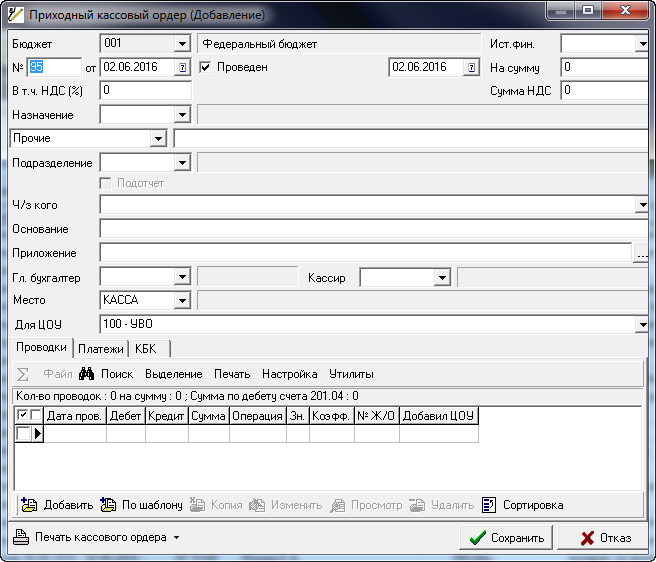 Приходный кассовый ордер (Добавление)
Бюджет 001 Федеральный бюджет Ист.фин.
№ 95 от 02.06.2016 Проведен 02.06.2016 На сумму 0
В т.ч. НДС (%) 0 Сумма НДС 0
Назначение
Прочие
Подразделение
Подотчет
Ч/з кого
Основание
Приложение ...
Гл. бухгалтер Кассир
Место КАССА
Для ЦОУ 100 - УВО
Проводки Платежи КБК
Σ Файл Поиск Выделение Печать Настройка Утилиты
Кол-во проводок : 0 на сумму : 0 ; Сумма по дебету счета 201.04 : 0
Дата пров. Дебет Кредит Сумма Операция Зн. Коэфф. № Ж/О Добавил ЦОУ
Добавить По шаблону Копия Изменить Просмотр Удалить Сортировка
Печать кассового ордера Сохранить Отказ